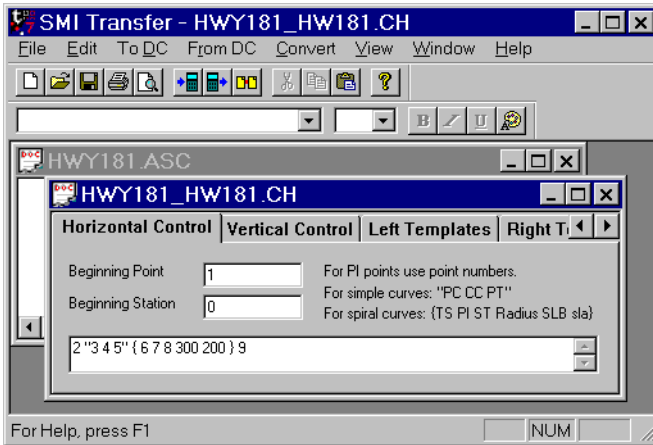 SMI Transfer - HWY181_HW181.CH
File Edit To DC From DC Convert View Window Help
B I U
HWY181.ASC
HWY181_HW181.CH
Horizontal Control Vertical Control Left Templates Right
Beginning Point 1 For PI points use point numbers.
For simple curves: "PC CC PT"
Beginning Station 0
For spiral curves: {TS PI ST Radius SLB sla}
2 "3 4 5" { 6 7 8 300 200 } 9
For Help, press F1 NUM